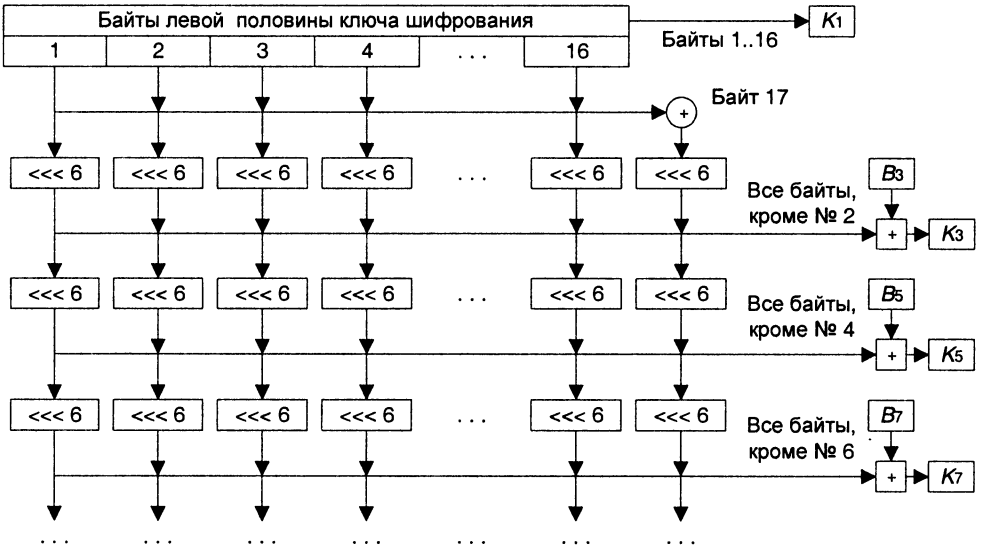 Байты левой половины ключа шифрования
K1
Байты 1..16
1 2 3 4 . . . 16
Байт 17
+
<<< 6 <<< 6 <<< 6 <<< 6 . . . <<< 6 <<< 6
Все байты,
кроме № 2
B3
+
K3
<<< 6 <<< 6 <<< 6 <<< 6 . . . <<< 6 <<< 6
Все байты,
кроме № 4
B5
+
K5
<<< 6 <<< 6 <<< 6 <<< 6 . . . <<< 6 <<< 6
Все байты,
кроме № 6
B7
+
K7
. . . . . . . . . . . . . . . . . . . . .